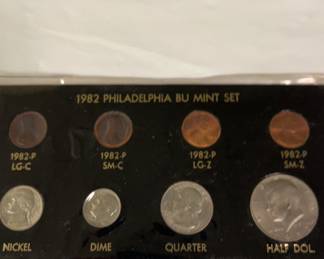 1982 PHILADELPHIA BU MINT SET
1982-P 1982-P 1982-P 1982-P
LG-C SM-C LG-Z SM-Z
NICKEL DIME QUARTER HALF DOL.